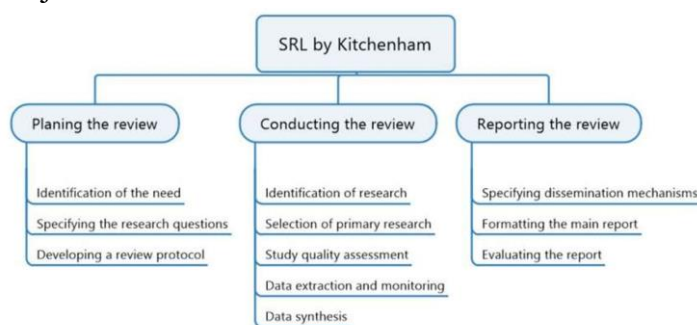 SRL by Kitchenham
Planing the review
Identification of the need
Specifying the research questions
Developing a review protocol
Conducting the review
Identification of research
Selection of primary research
Study quality assessment
Data extraction and monitoring
Data synthesis
Reporting the review
Specifying dissemination mechanisms
Formatting the main report
Evaluating the report